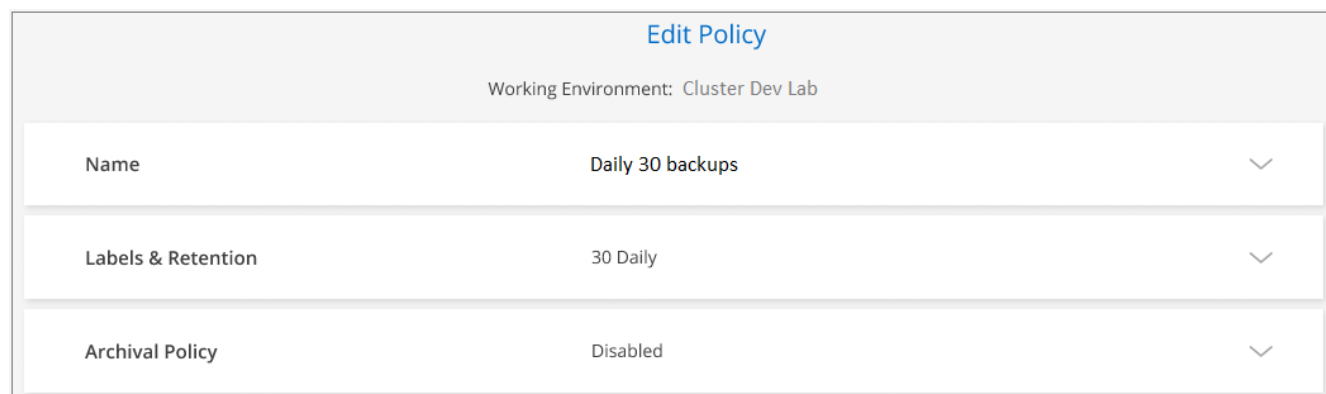 Edit Policy
Working Environment: Cluster Dev Lab
Name Daily 30 backups
Labels & Retention 30 Daily
Archival Policy Disabled